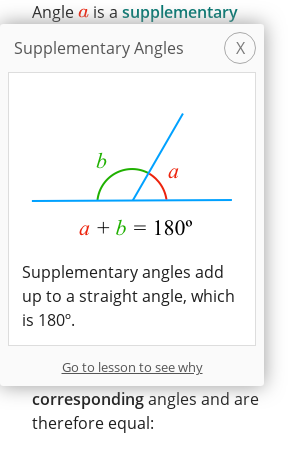 Angle a is a supplementary
Supplementary Angles
X
b
a
a + b = 180º
Supplementary angles add
up to a straight angle, which
is 180º.
Go to lesson to see why
corresponding angles and are
therefore equal: